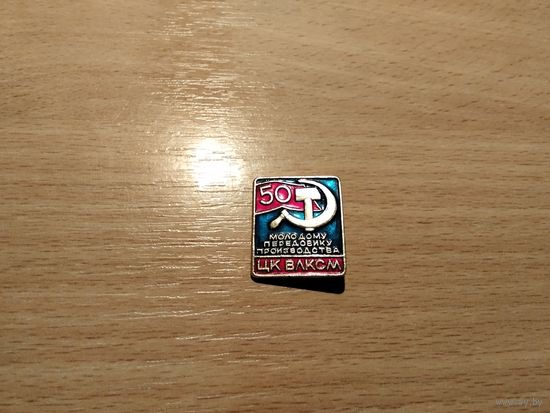 50
МОЛОДОМУ
ПЕРЕДОВИКУ
ПРОИЗВОДСТВА
ЦК ВЛКСМ